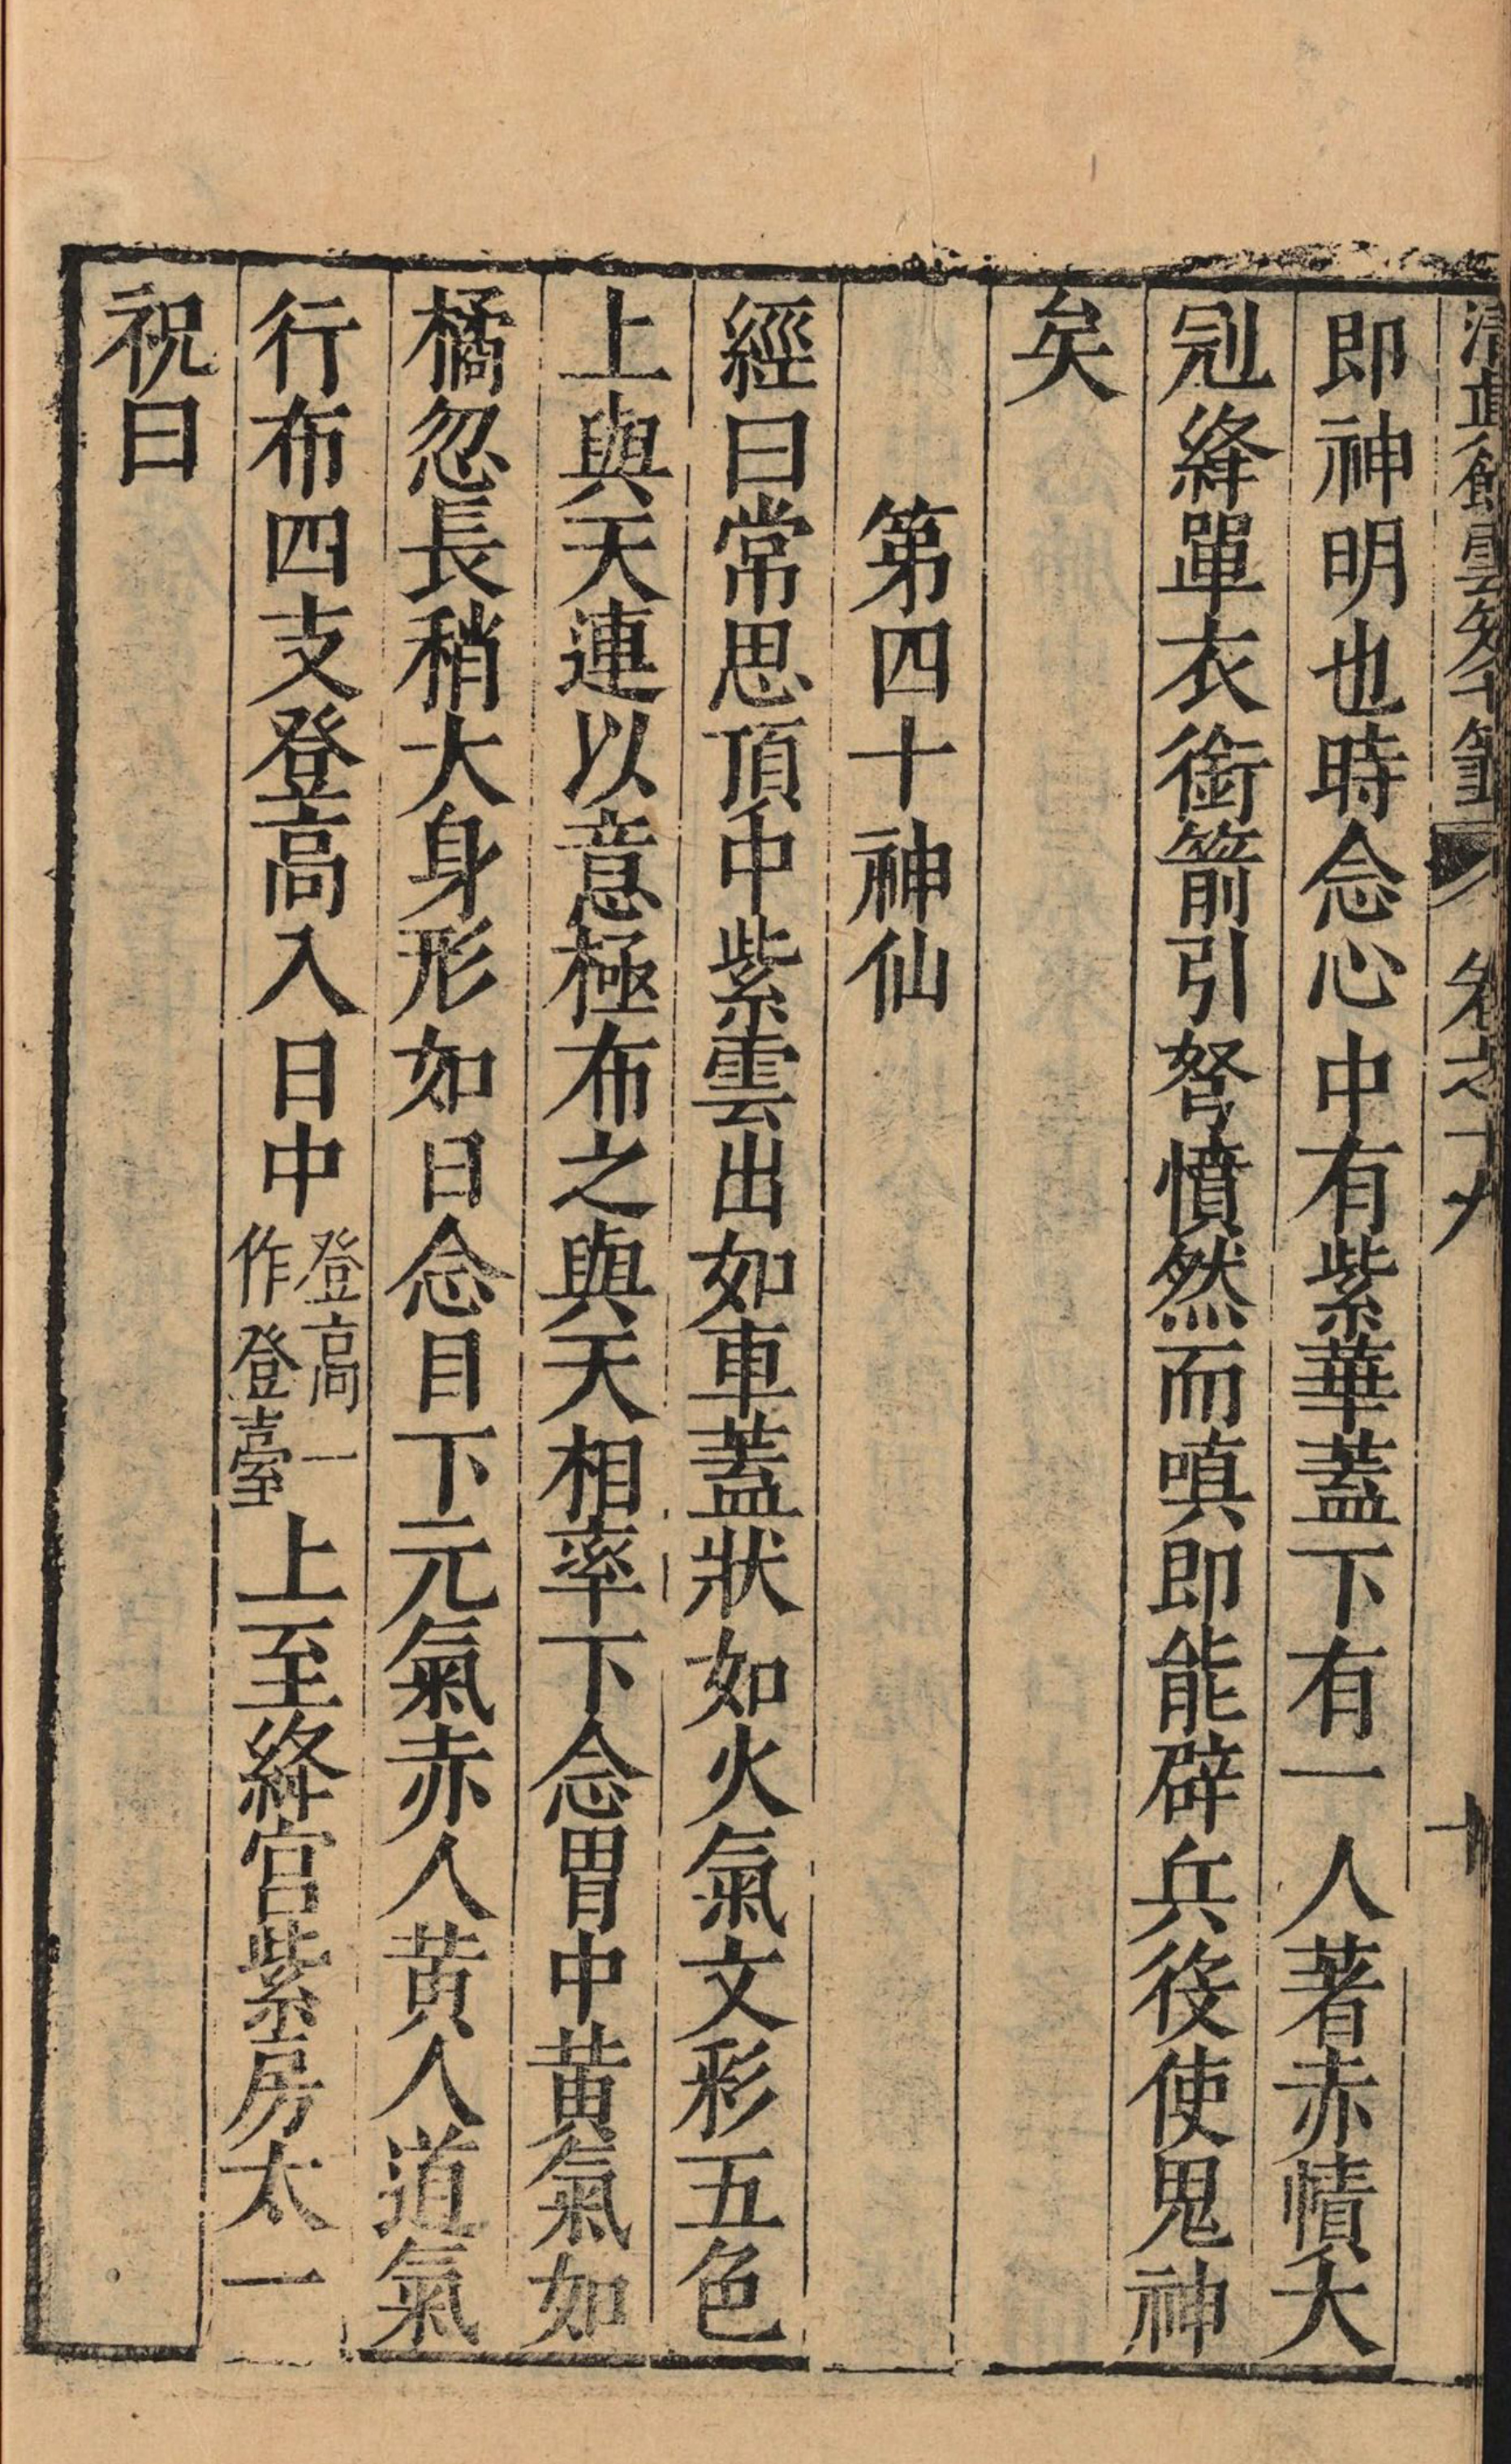 清眞館雲笈七籤 卷之十八 十
即神明也時念心中有紫華蓋下有一人著赤幘大
冠絳單衣銜箭引弩憤然而嗔即能辟兵役使鬼神
矣
第四十神仙
經曰常思頂中紫雲出如車蓋狀如火氣文彩五色
上與天連以意極布之與天相率下念胃中黃氣如
橘忽長稍大身形如日念目下元氣赤人黃人道氣
行布四支登高入日中登高一作登臺上至絳宮紫房太一
祝曰